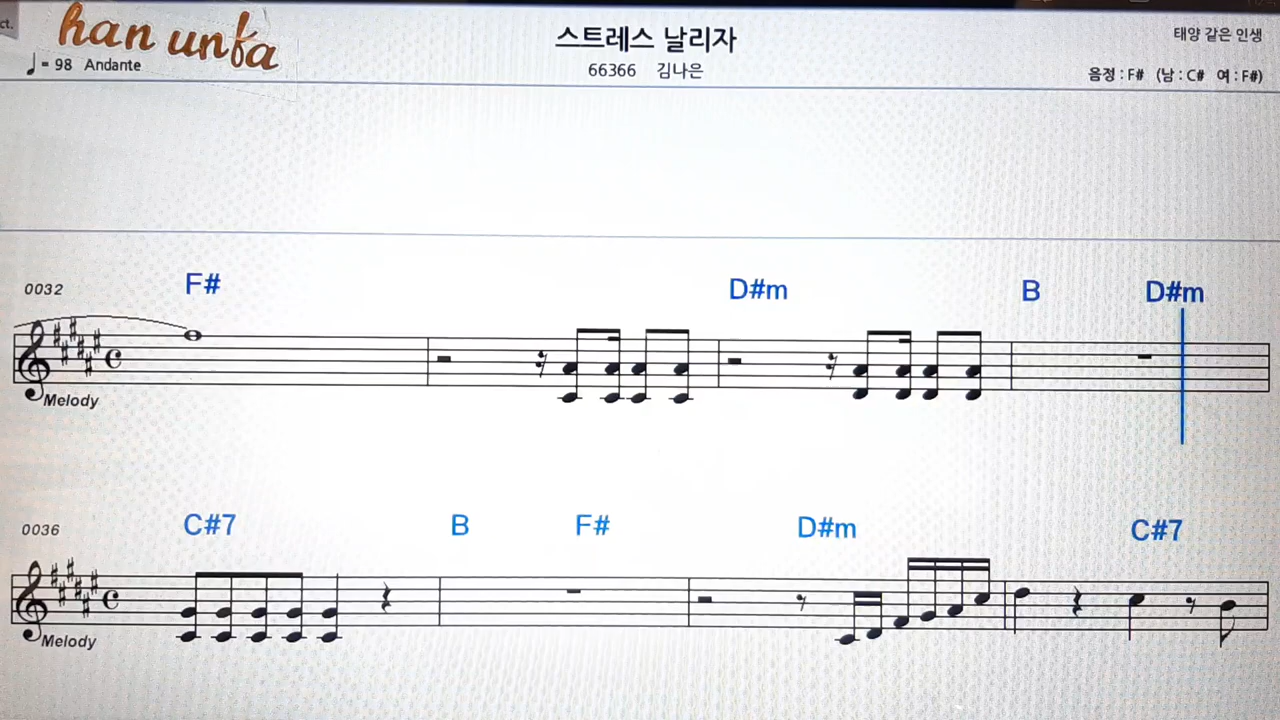 ct.
han unfa
♩ = 98 Andante
스트레스 날리자
66366 김나은
태양 같은 인생
음정 : F# (남 : C# 여 : F#)
0032
F# D#m B D#m
Melody
0036
C#7 B F# D#m C#7
Melody